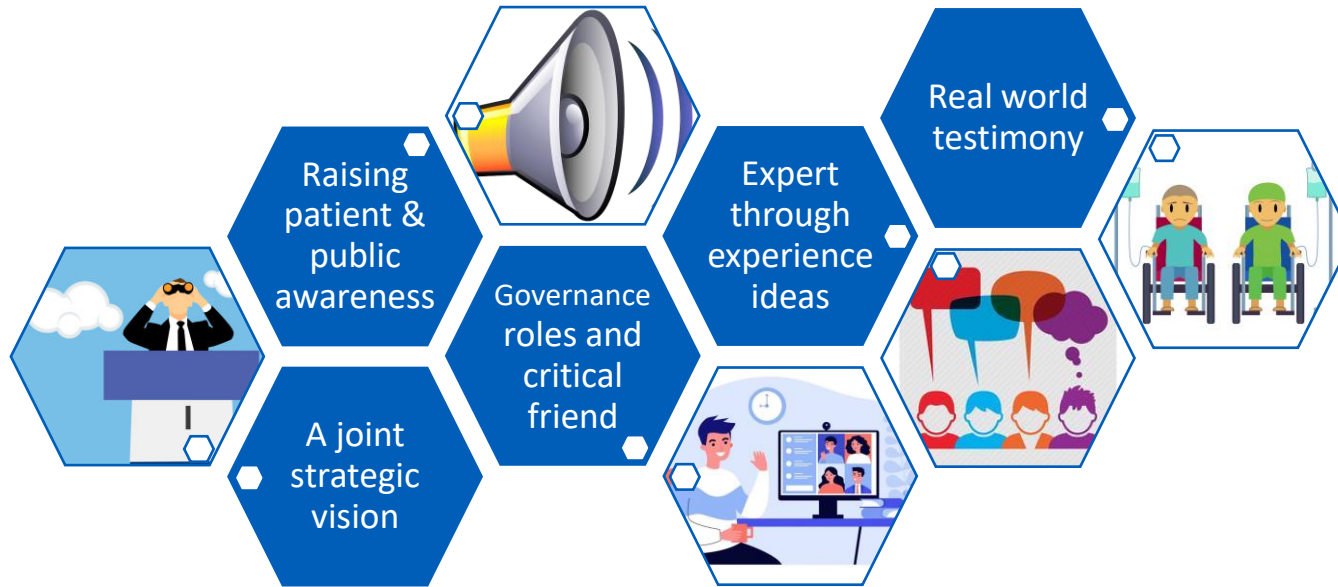 Raising
patient &
public
awareness
A joint
strategic
vision
Governance
roles and
critical
friend
Expert
through
experience
ideas
Real world
testimony